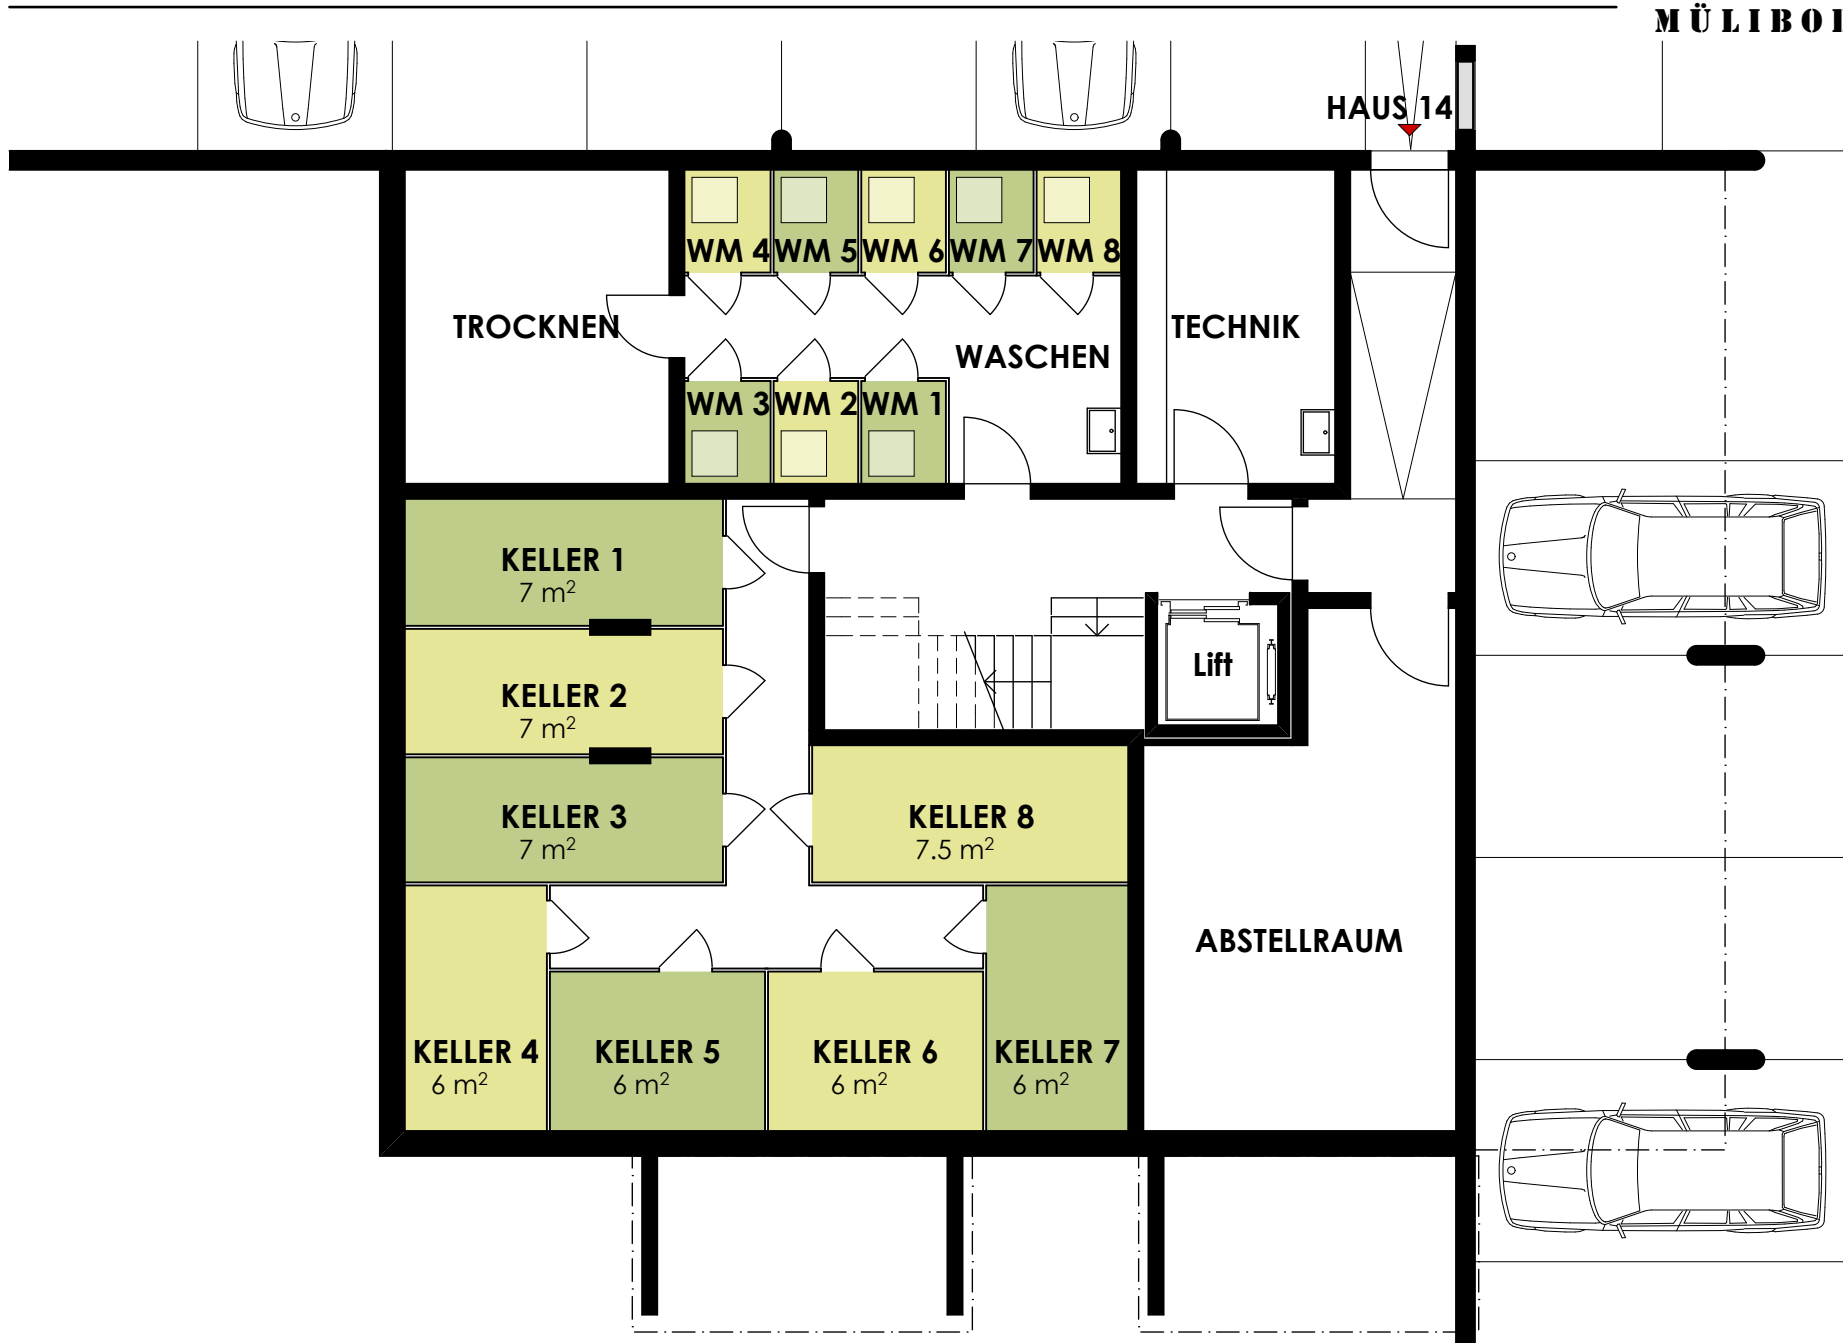 HAUS 14
WM 4 WM 5 WM 6 WM 7 WM 8
TROCKNEN
WASCHEN
TECHNIK
WM 3 WM 2 WM 1
KELLER 1
7 m²
KELLER 2
7 m²
Lift
KELLER 3
7 m²
KELLER 8
7.5 m²
ABSTELLRAUM
KELLER 4
6 m²
KELLER 5
6 m²
KELLER 6
6 m²
KELLER 7
6 m²